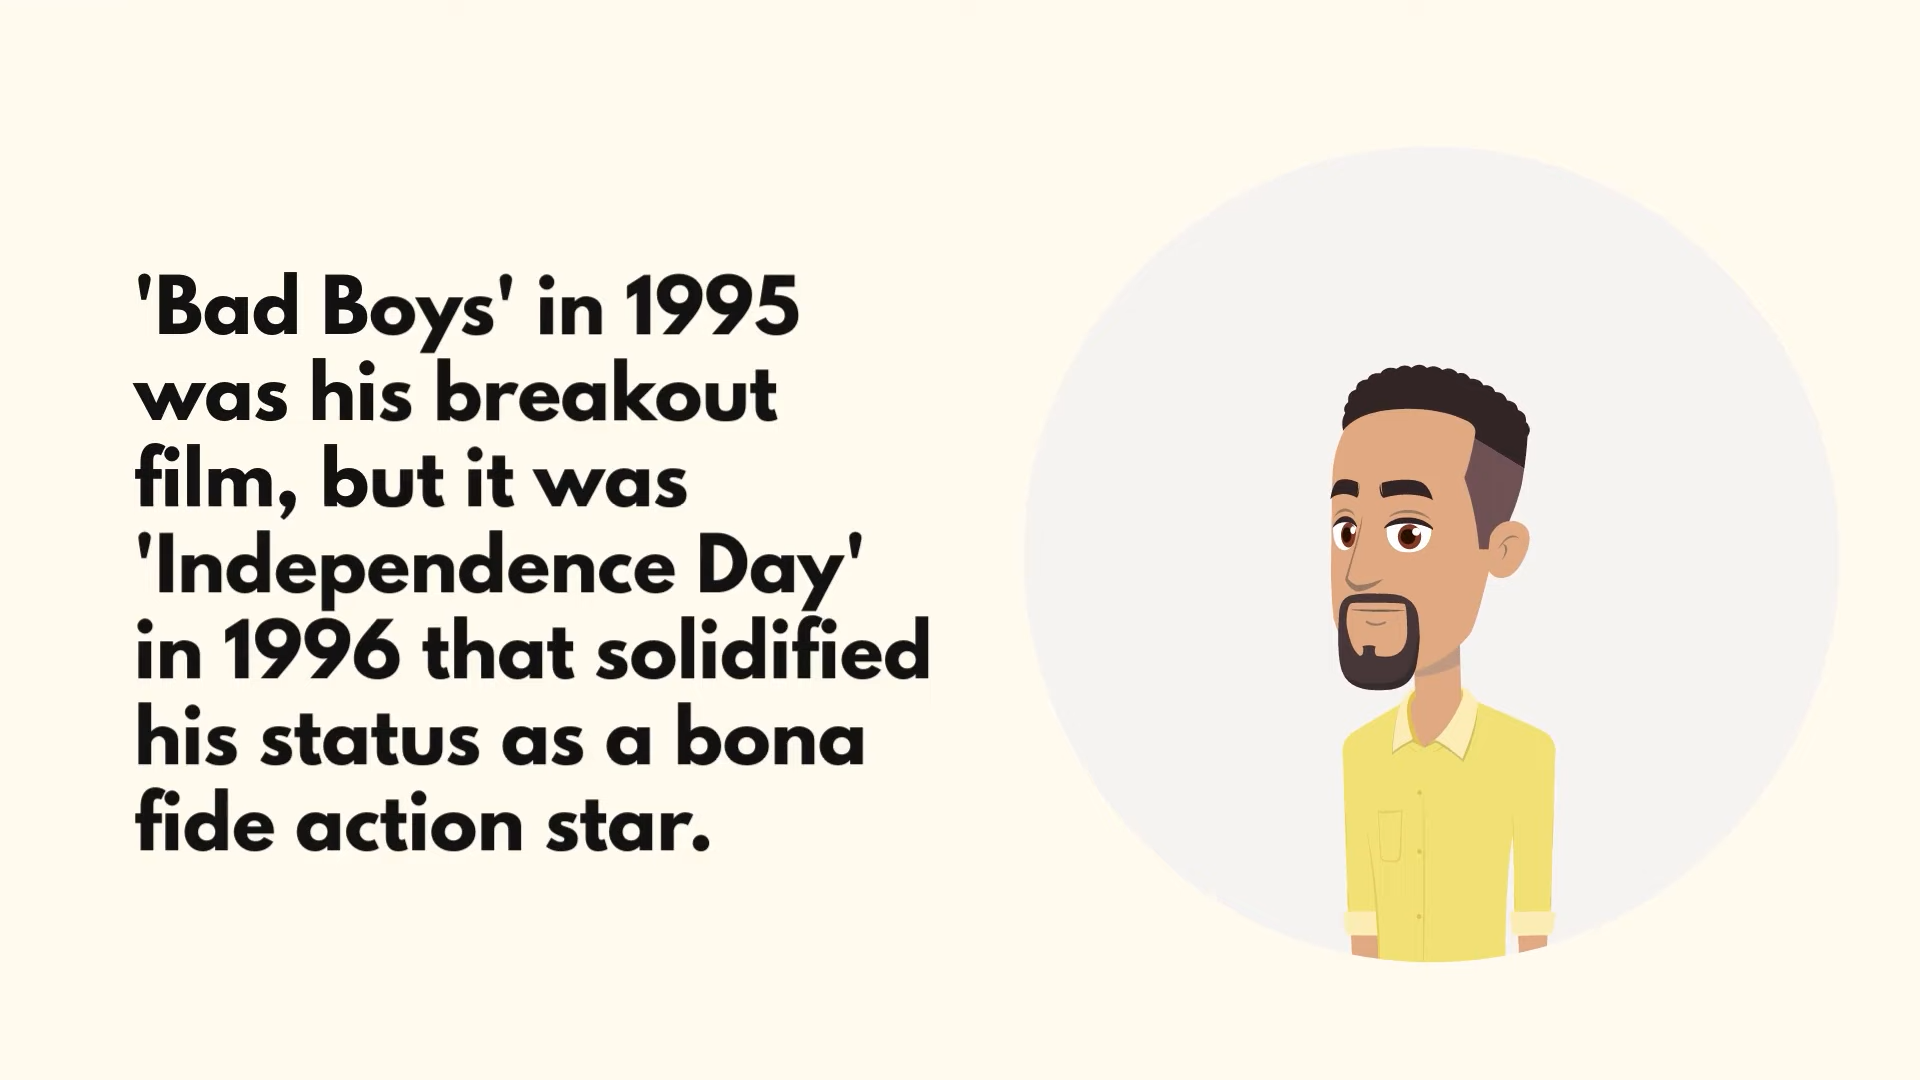 'Bad Boys' in 1995
was his breakout
film, but it was
'Independence Day'
in 1996 that solidified
his status as a bona
fide action star.